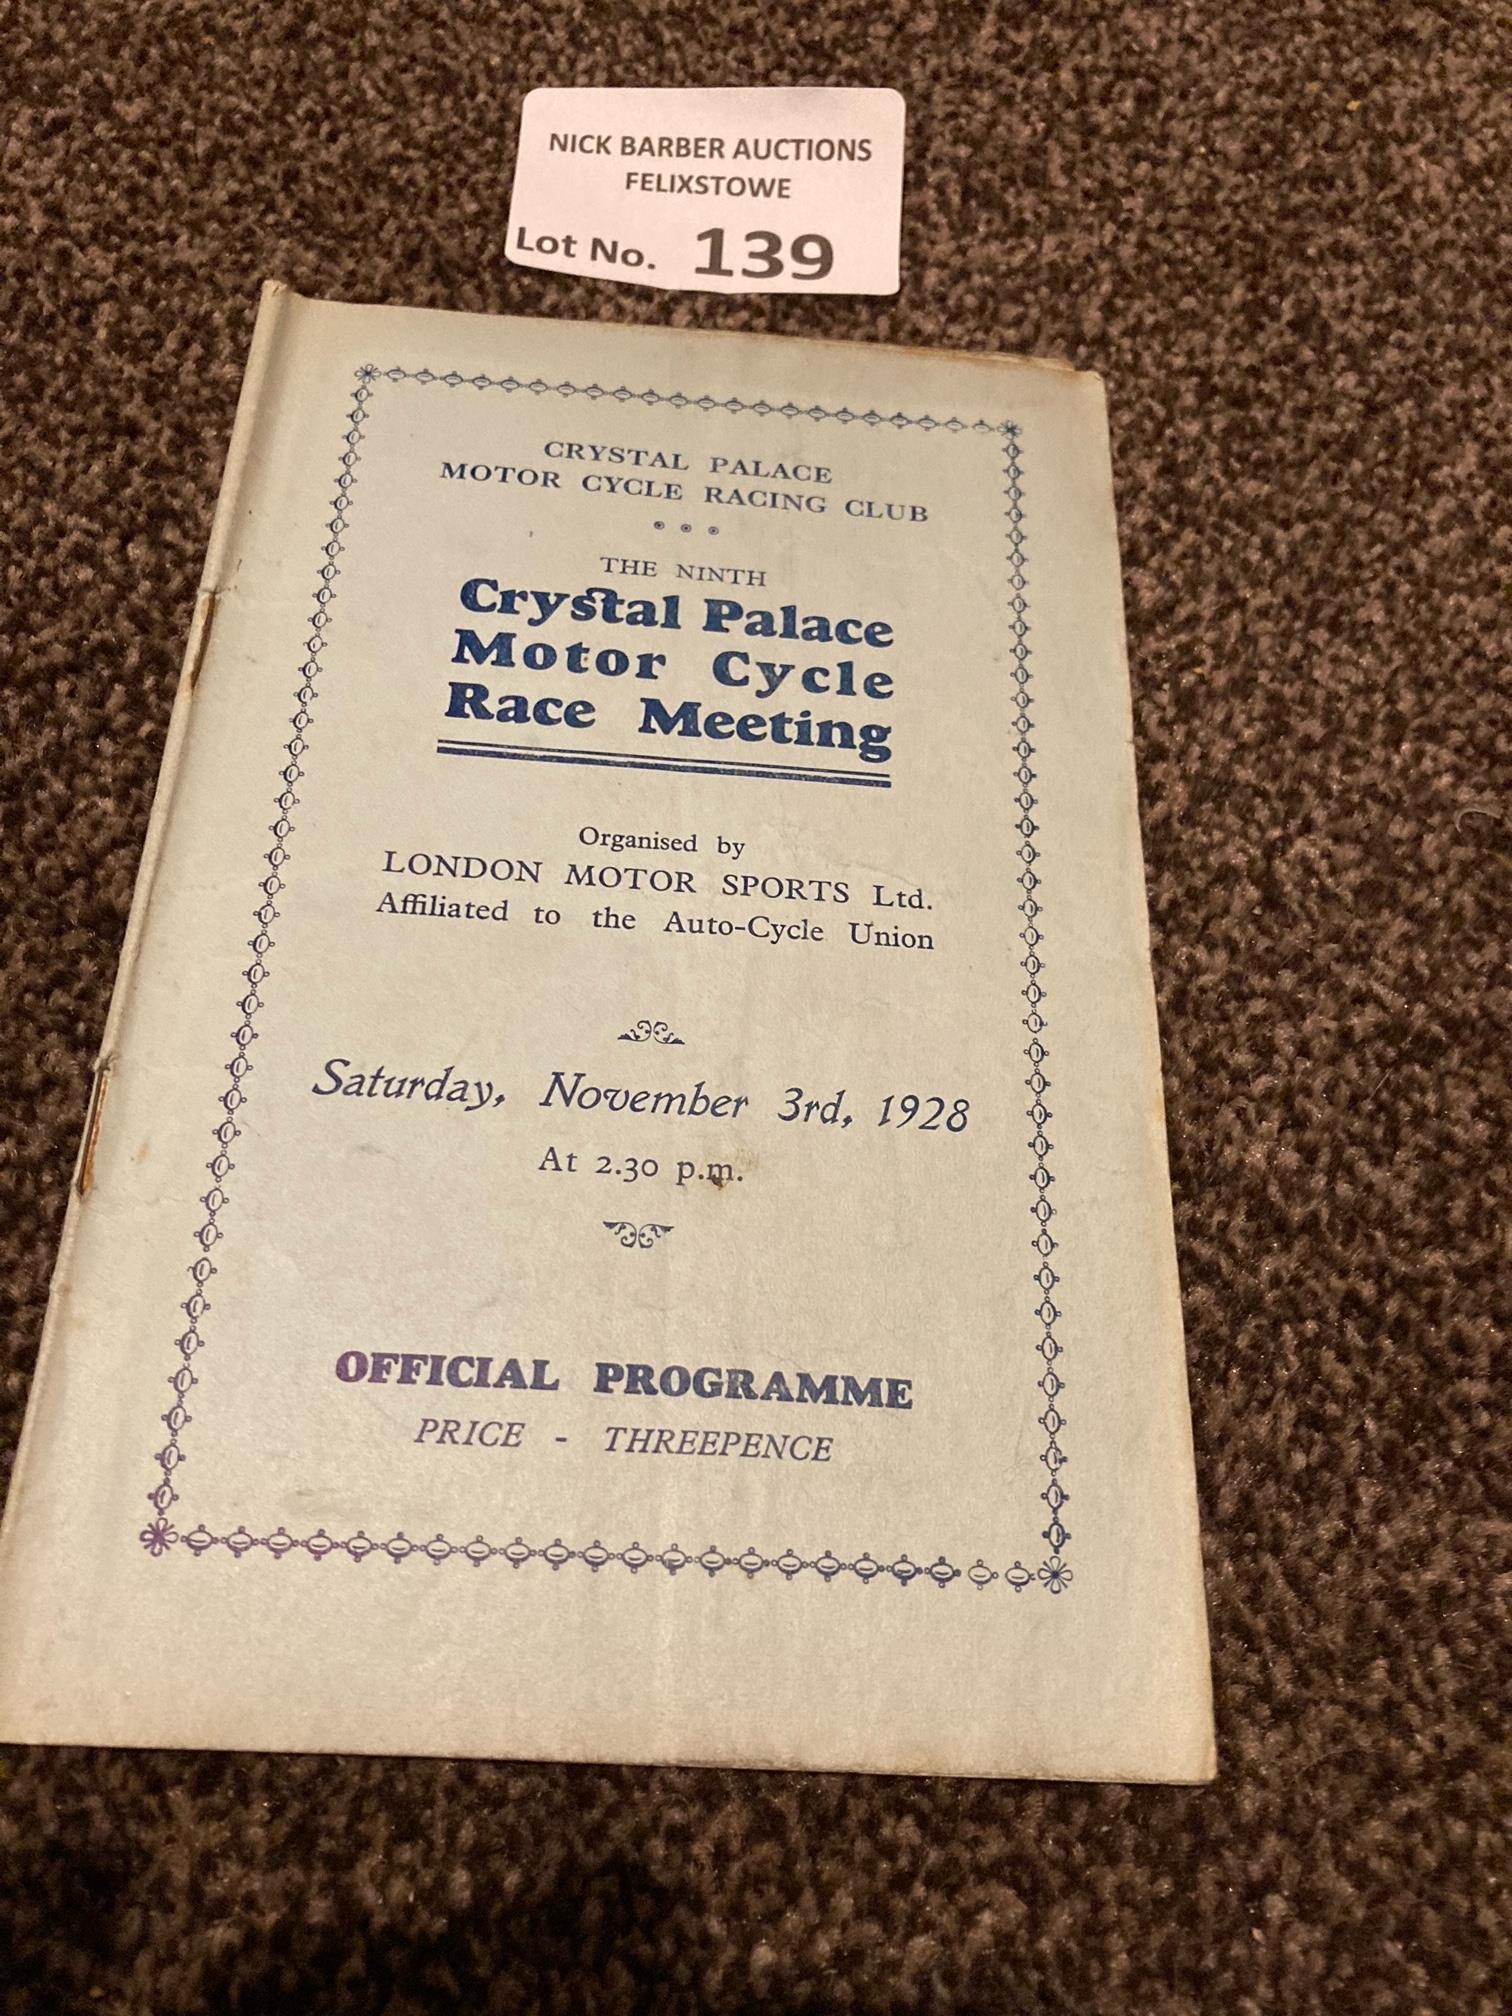 NICK BARBER AUCTIONS
FELIXSTOWE
Lot No. 139
CRYSTAL PALACE
MOTOR CYCLE RACING CLUB
THE NINTH
Crystal Palace
Motor Cycle
Race Meeting
Organised by
LONDON MOTOR SPORTS Ltd.
Affiliated to the Auto-Cycle Union
Saturday, November 3rd, 1928
At 2.30 p.m.
OFFICIAL PROGRAMME
PRICE - THREEPENCE